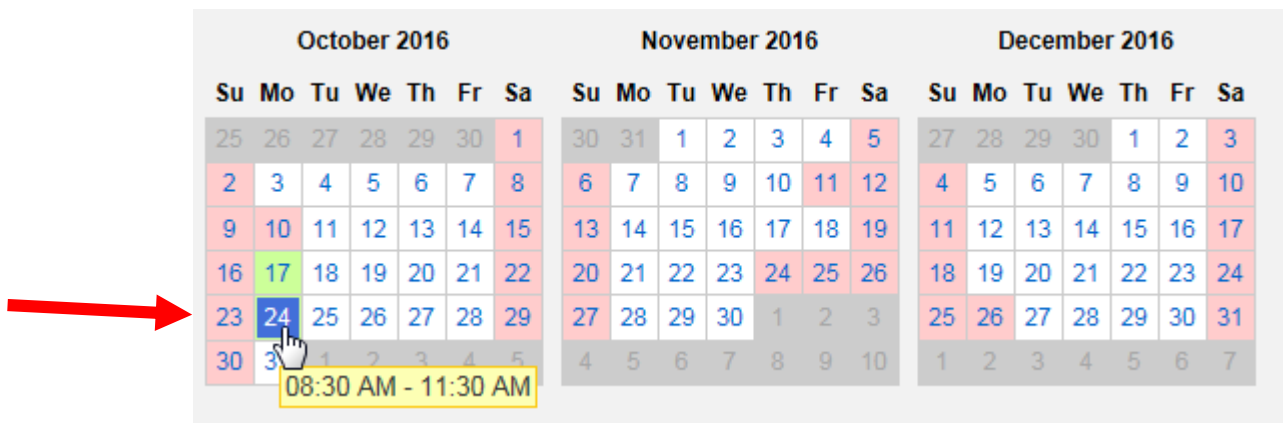 October 2016
Su Mo Tu We Th Fr Sa
25 26 27 28 29 30 1
2 3 4 5 6 7 8
9 10 11 12 13 14 15
16 17 18 19 20 21 22
23 24 25 26 27 28 29
30 3 1 2 3 4 5
08:30 AM - 11:30 AM
November 2016
Su Mo Tu We Th Fr Sa
30 31 1 2 3 4 5
6 7 8 9 10 11 12
13 14 15 16 17 18 19
20 21 22 23 24 25 26
27 28 29 30 1 2 3
4 5 6 7 8 9 10
December 2016
Su Mo Tu We Th Fr Sa
27 28 29 30 1 2 3
4 5 6 7 8 9 10
11 12 13 14 15 16 17
18 19 20 21 22 23 24
25 26 27 28 29 30 31
1 2 3 4 5 6 7